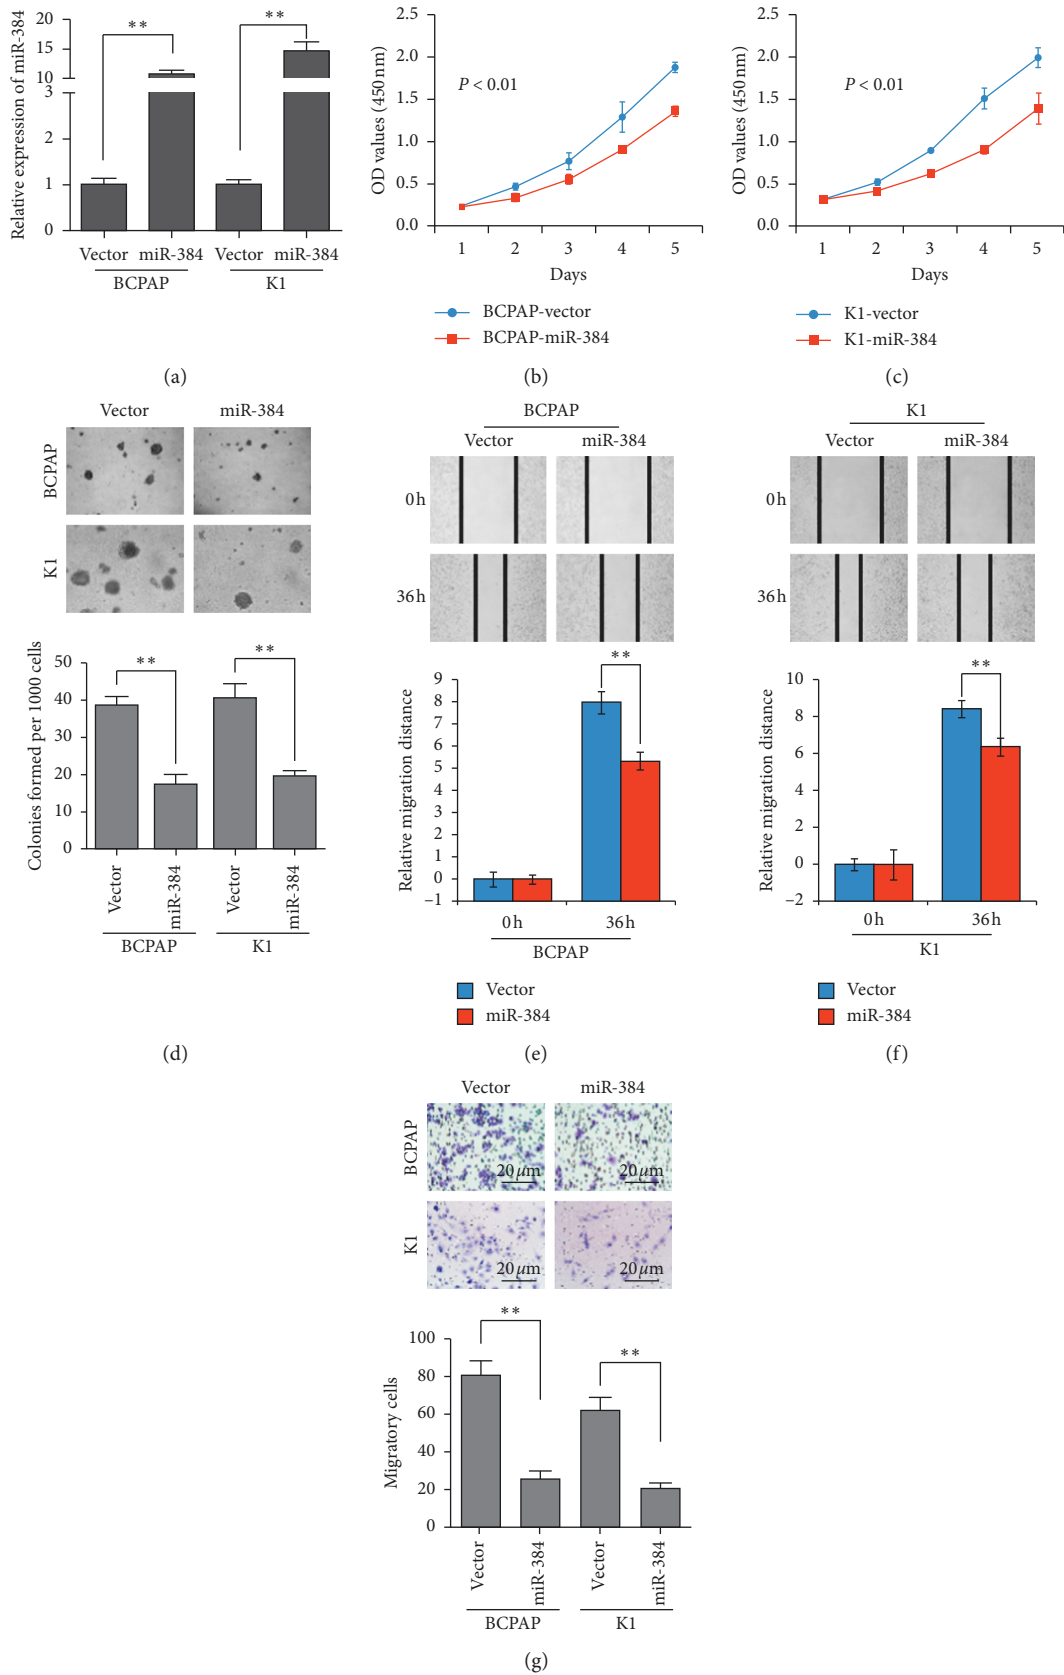 Relative expression of miR-384
20
15
10
3
2
1
0
**
**
Vector miR-384 Vector miR-384
BCPAP K1
(a)
OD values (450 nm)
2.5
2.0
1.5
1.0
0.5
0.0
P < 0.01
1 2 3 4 5
Days
BCPAP-vector
BCPAP-miR-384
(b)
OD values (450 nm)
2.5
2.0
1.5
1.0
0.5
0.0
P < 0.01
1 2 3 4 5
Days
K1-vector
K1-miR-384
(c)
Vector miR-384
BCPAP
K1
Colonies formed per 1000 cells
50
40
30
20
10
0
**
**
Vector miR-384 Vector miR-384
BCPAP K1
(d)
BCPAP
Vector miR-384
0 h
36 h
Relative migration distance
9
8
7
6
5
4
3
2
1
0
−1
**
0 h 36 h
BCPAP
Vector
miR-384
(e)
K1
Vector miR-384
0 h
36 h
Relative migration distance
10
8
6
4
2
0
−2
**
0 h 36 h
K1
Vector
miR-384
(f)
Vector miR-384
BCPAP
20 μm 20 μm
K1
20 μm 20 μm
Migratory cells
100
80
60
40
20
0
**
**
Vector miR-384 Vector miR-384
BCPAP K1
(g)